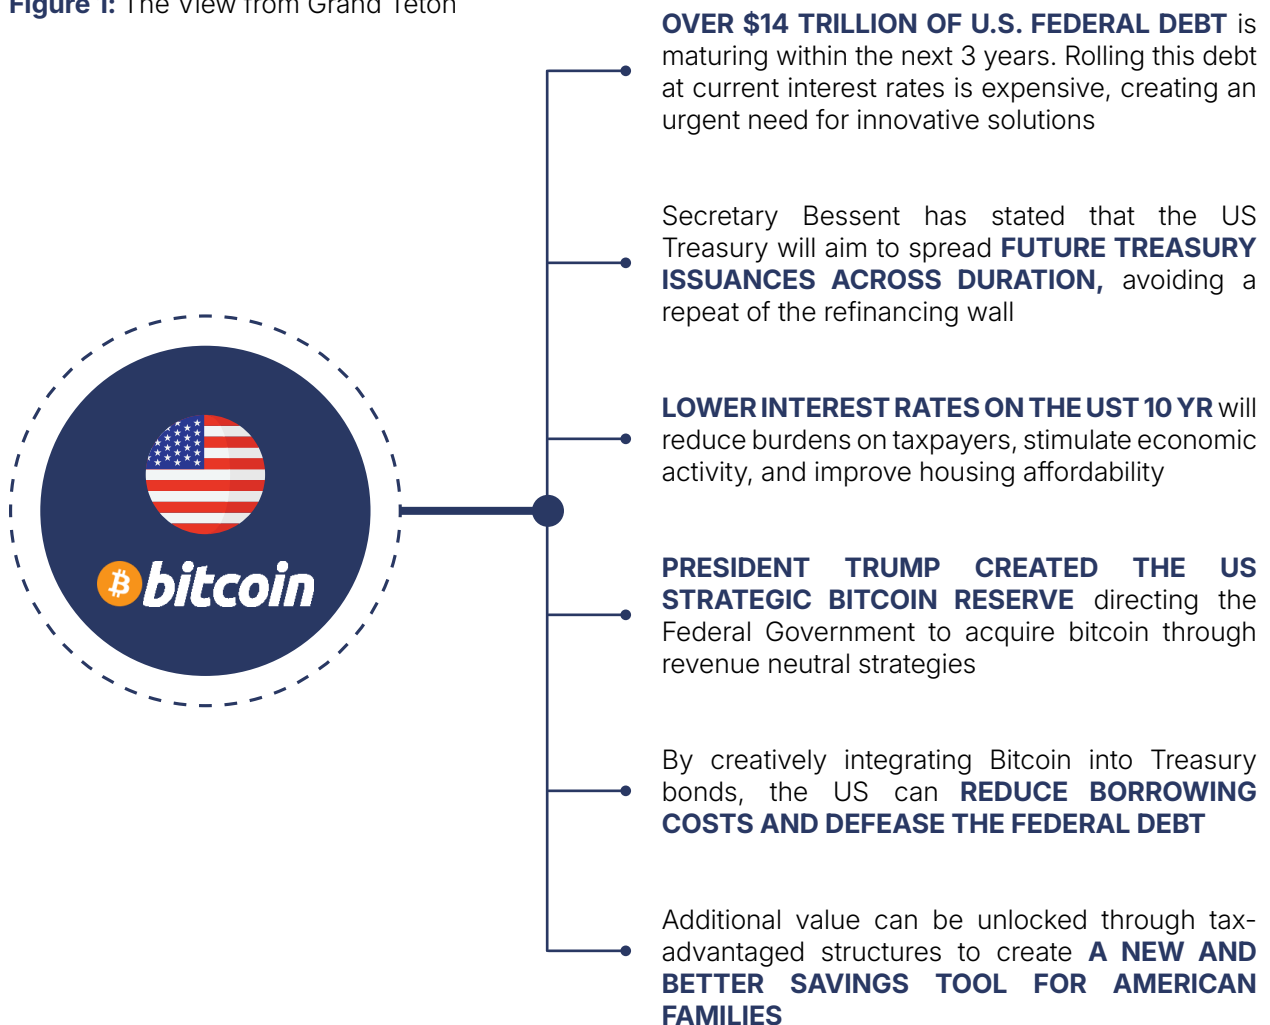 Figure 1: The View from Grand Teton
OVER $14 TRILLION OF U.S. FEDERAL DEBT is
maturing within the next 3 years. Rolling this debt
at current interest rates is expensive, creating an
urgent need for innovative solutions
Secretary Bessent has stated that the US
Treasury will aim to spread FUTURE TREASURY
ISSUANCES ACROSS DURATION, avoiding a
repeat of the refinancing wall
LOWER INTEREST RATES ON THE UST 10 YR will
reduce burdens on taxpayers, stimulate economic
activity, and improve housing affordability
bitcoin
PRESIDENT TRUMP CREATED THE US
STRATEGIC BITCOIN RESERVE directing the
Federal Government to acquire bitcoin through
revenue neutral strategies
By creatively integrating Bitcoin into Treasury
bonds, the US can REDUCE BORROWING
COSTS AND DEFEASE THE FEDERAL DEBT
Additional value can be unlocked through tax-
advantaged structures to create A NEW AND
BETTER SAVINGS TOOL FOR AMERICAN
FAMILIES